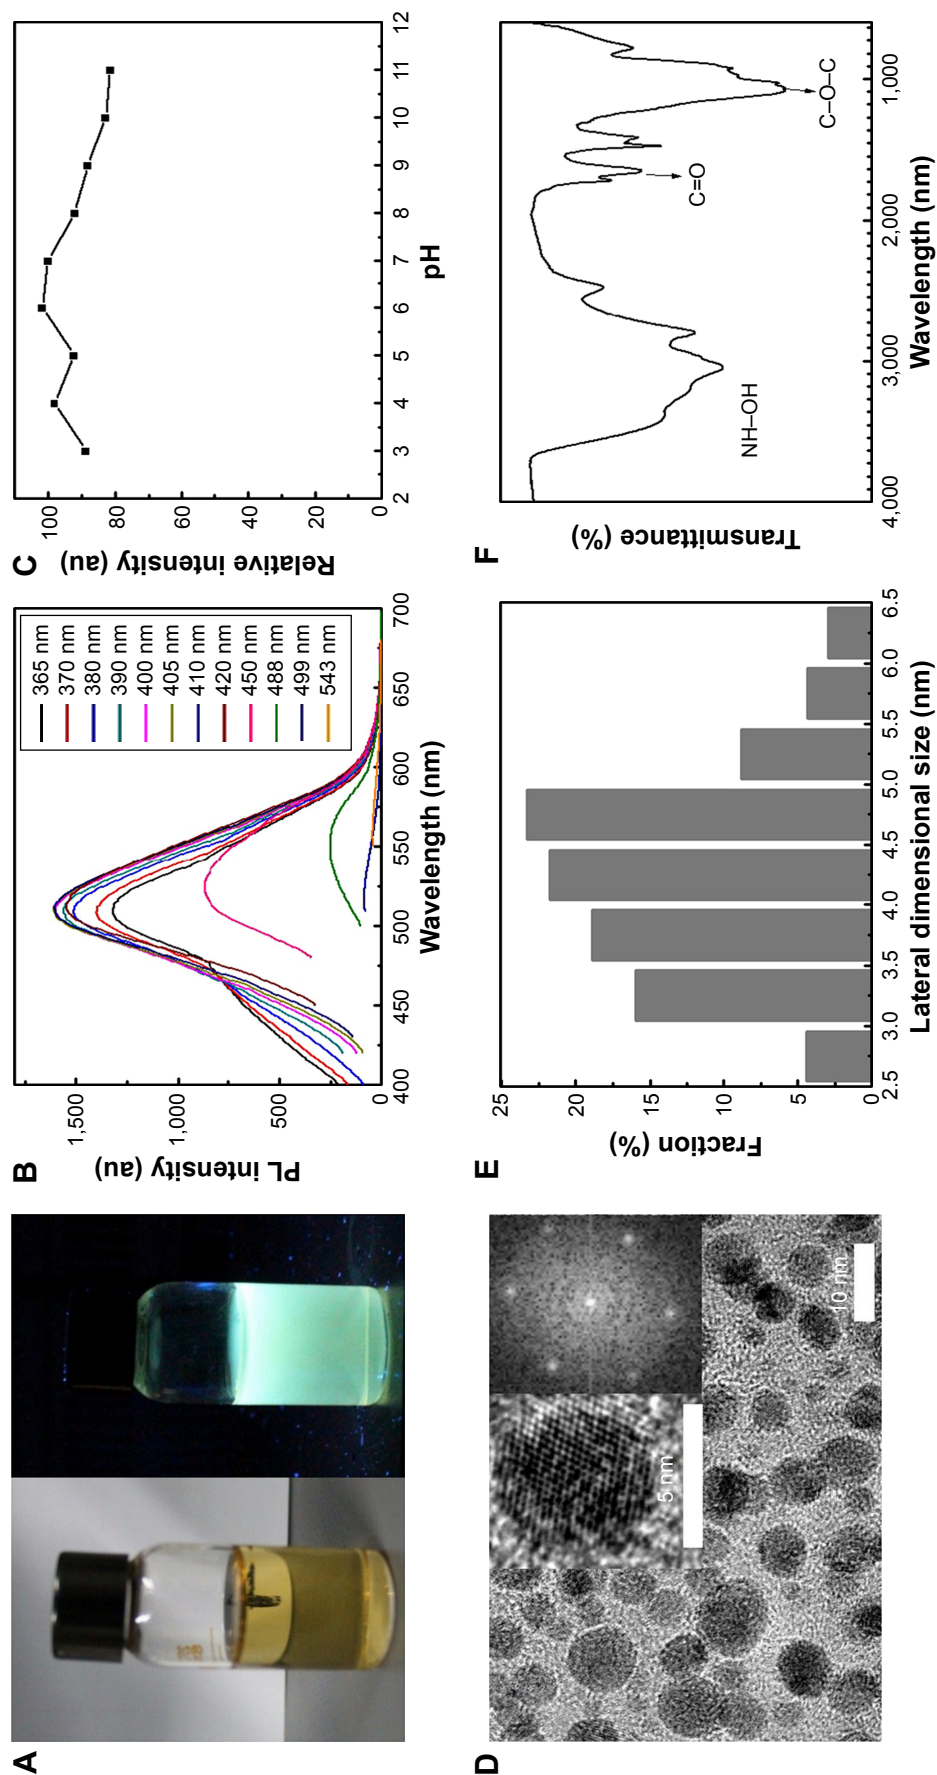 A
B
PL intensity (au)
1,500
1,000
500
0
400
450
500
550
600
650
700
Wavelength (nm)
365 nm
370 nm
380 nm
390 nm
400 nm
405 nm
410 nm
420 nm
450 nm
488 nm
499 nm
543 nm
C
Relative intensity (au)
100
80
60
40
20
0
2
3
4
5
6
7
8
9
10
11
12
pH
D
5 nm
10 nm
E
Fraction (%)
25
20
15
10
5
0
2.5
3.0
3.5
4.0
4.5
5.0
5.5
6.0
6.5
Lateral dimensional size (nm)
F
Transmittance (%)
NH–OH
C=O
C–O–C
4,000
3,000
2,000
1,000
Wavelength (nm)